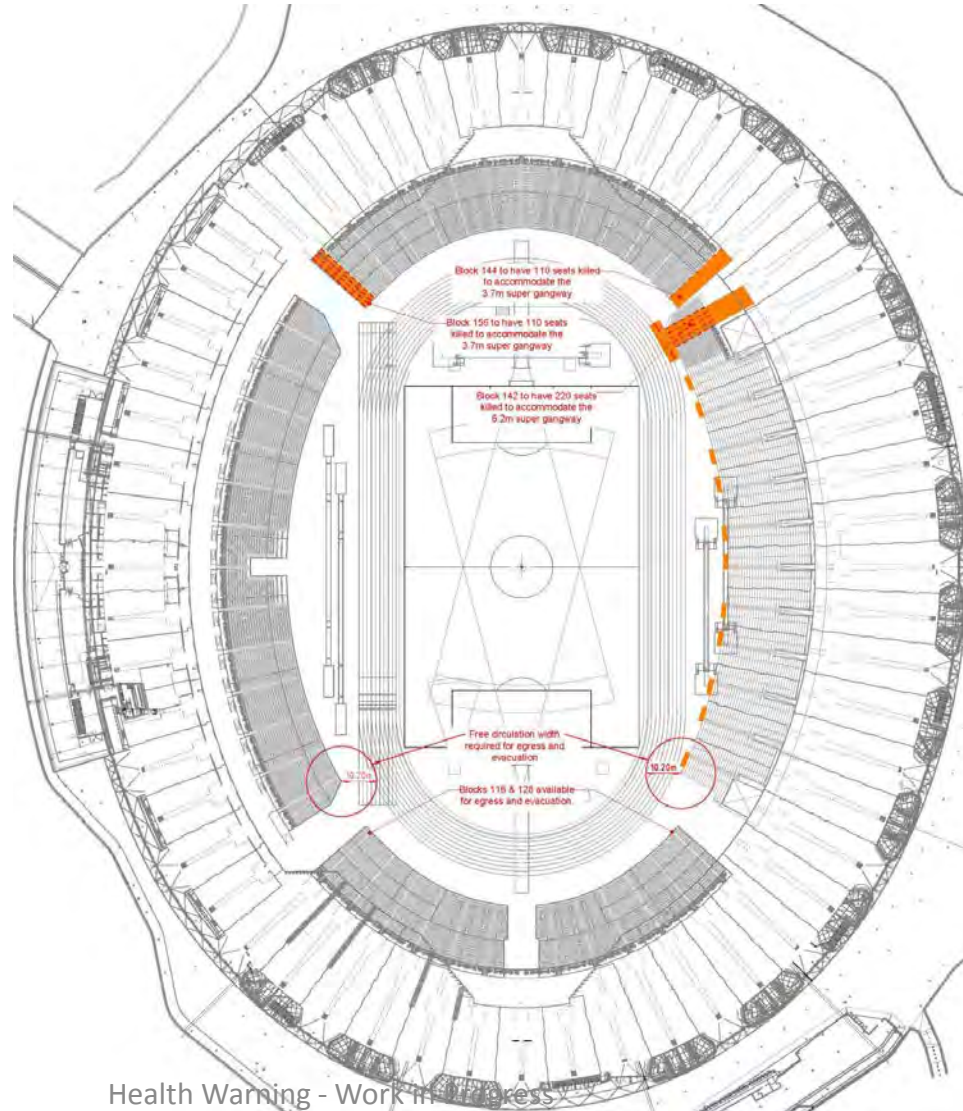 Block 144 to have 110 seats killed
to accommodate the
3.7m super gangway
Block 156 to have 110 seats
killed to accommodate the
3.7m super gangway
Block 142 to have 220 seats
killed to accommodate the
6.2m super gangway
Free circulation width
required for egress and
evacuation
10.20m
10.20m
Blocks 116 & 128 available
for egress and evacuation.
Health Warning - Work in Progress